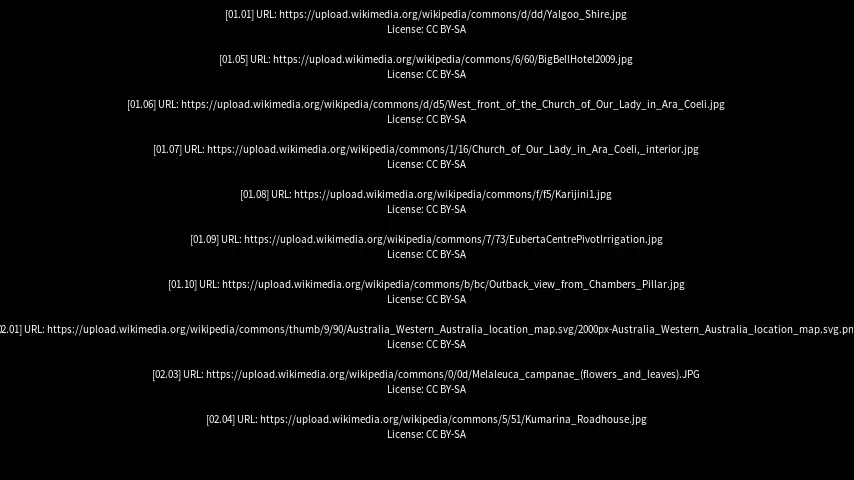 [01.01] URL: https://upload.wikimedia.org/wikipedia/commons/d/dd/Yalgoo_Shire.jpg
License: CC BY-SA
[01.05] URL: https://upload.wikimedia.org/wikipedia/commons/6/60/BigBellHotel2009.jpg
License: CC BY-SA
[01.06] URL: https://upload.wikimedia.org/wikipedia/commons/d/d5/West_front_of_the_Church_of_Our_Lady_in_Ara_Coeli.jpg
License: CC BY-SA
[01.07] URL: https://upload.wikimedia.org/wikipedia/commons/1/16/Church_of_Our_Lady_in_Ara_Coeli,_interior.jpg
License: CC BY-SA
[01.08] URL: https://upload.wikimedia.org/wikipedia/commons/f/f5/Karijini1.jpg
License: CC BY-SA
[01.09] URL: https://upload.wikimedia.org/wikipedia/commons/7/73/EubertaCentrePivotIrrigation.jpg
License: CC BY-SA
[01.10] URL: https://upload.wikimedia.org/wikipedia/commons/b/bc/Outback_view_from_Chambers_Pillar.jpg
License: CC BY-SA
02.01] URL: https://upload.wikimedia.org/wikipedia/commons/thumb/9/90/Australia_Western_Australia_location_map.svg/2000px-Australia_Western_Australia_location_map.svg.pn
License: CC BY-SA
[02.03] URL: https://upload.wikimedia.org/wikipedia/commons/0/0d/Melaleuca_campanae_(flowers_and_leaves).JPG
License: CC BY-SA
[02.04] URL: https://upload.wikimedia.org/wikipedia/commons/5/51/Kumarina_Roadhouse.jpg
License: CC BY-SA